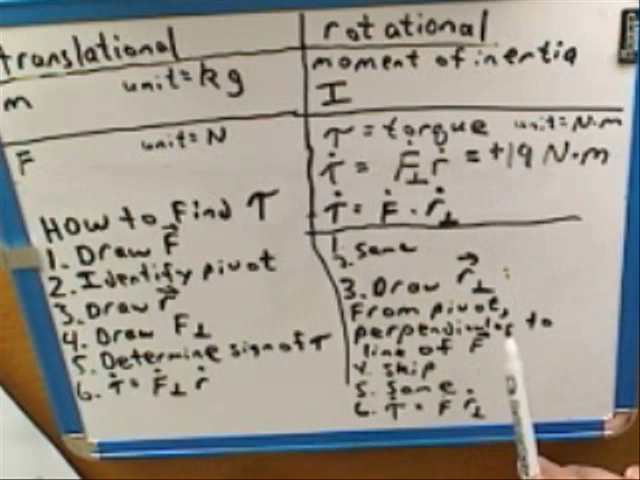 translational
m unit = kg
F unit = N
How to Find τ
1. Draw F
2. Identify pivot
3. Draw r
4. Draw F⊥
5. Determine sign of τ
6. τ = F⊥ r
rotational
moment of inertia
I
τ = torque unit = N·m
τ = F⊥ r = +19 N·m
τ = F · r⊥
1. Same
3. Draw r⊥
From pivot,
perpendicular to
line of F
4. skip
5. Same
6. τ = F r⊥